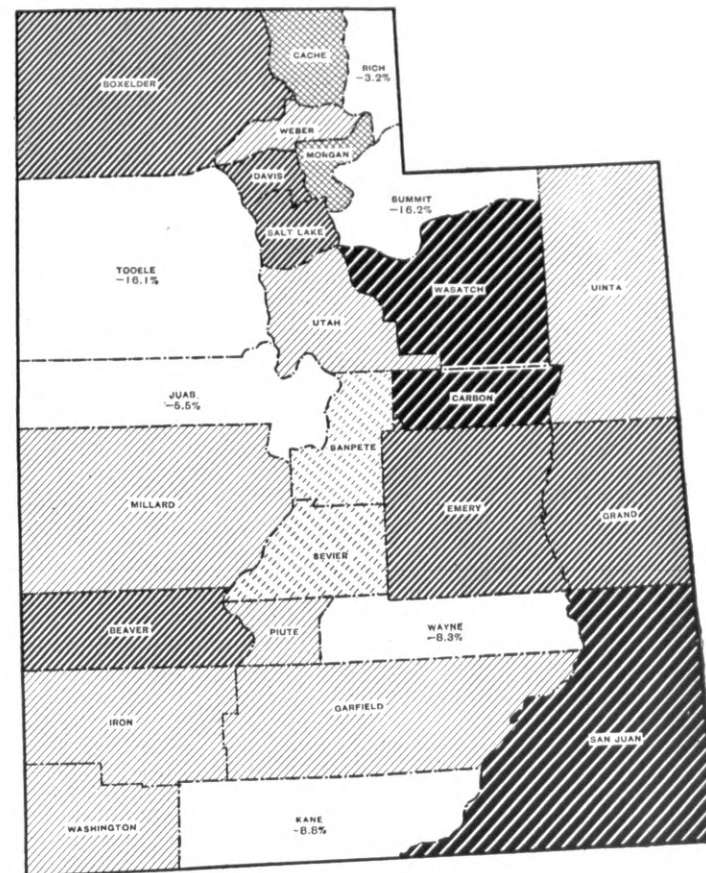 CACHE
RICH
-3.2%
BOXELDER
WEBER
MORGAN
DAVIS
SUMMIT
-16.2%
SALT LAKE
TOOELE
-16.1%
WASATCH
UINTA
UTAH
JUAB
-5.5%
CARBON
SANPETE
MILLARD
EMERY
GRAND
SEVIER
BEAVER
PIUTE
WAYNE
-8.3%
IRON
GARFIELD
SAN JUAN
WASHINGTON
KANE
-8.8%